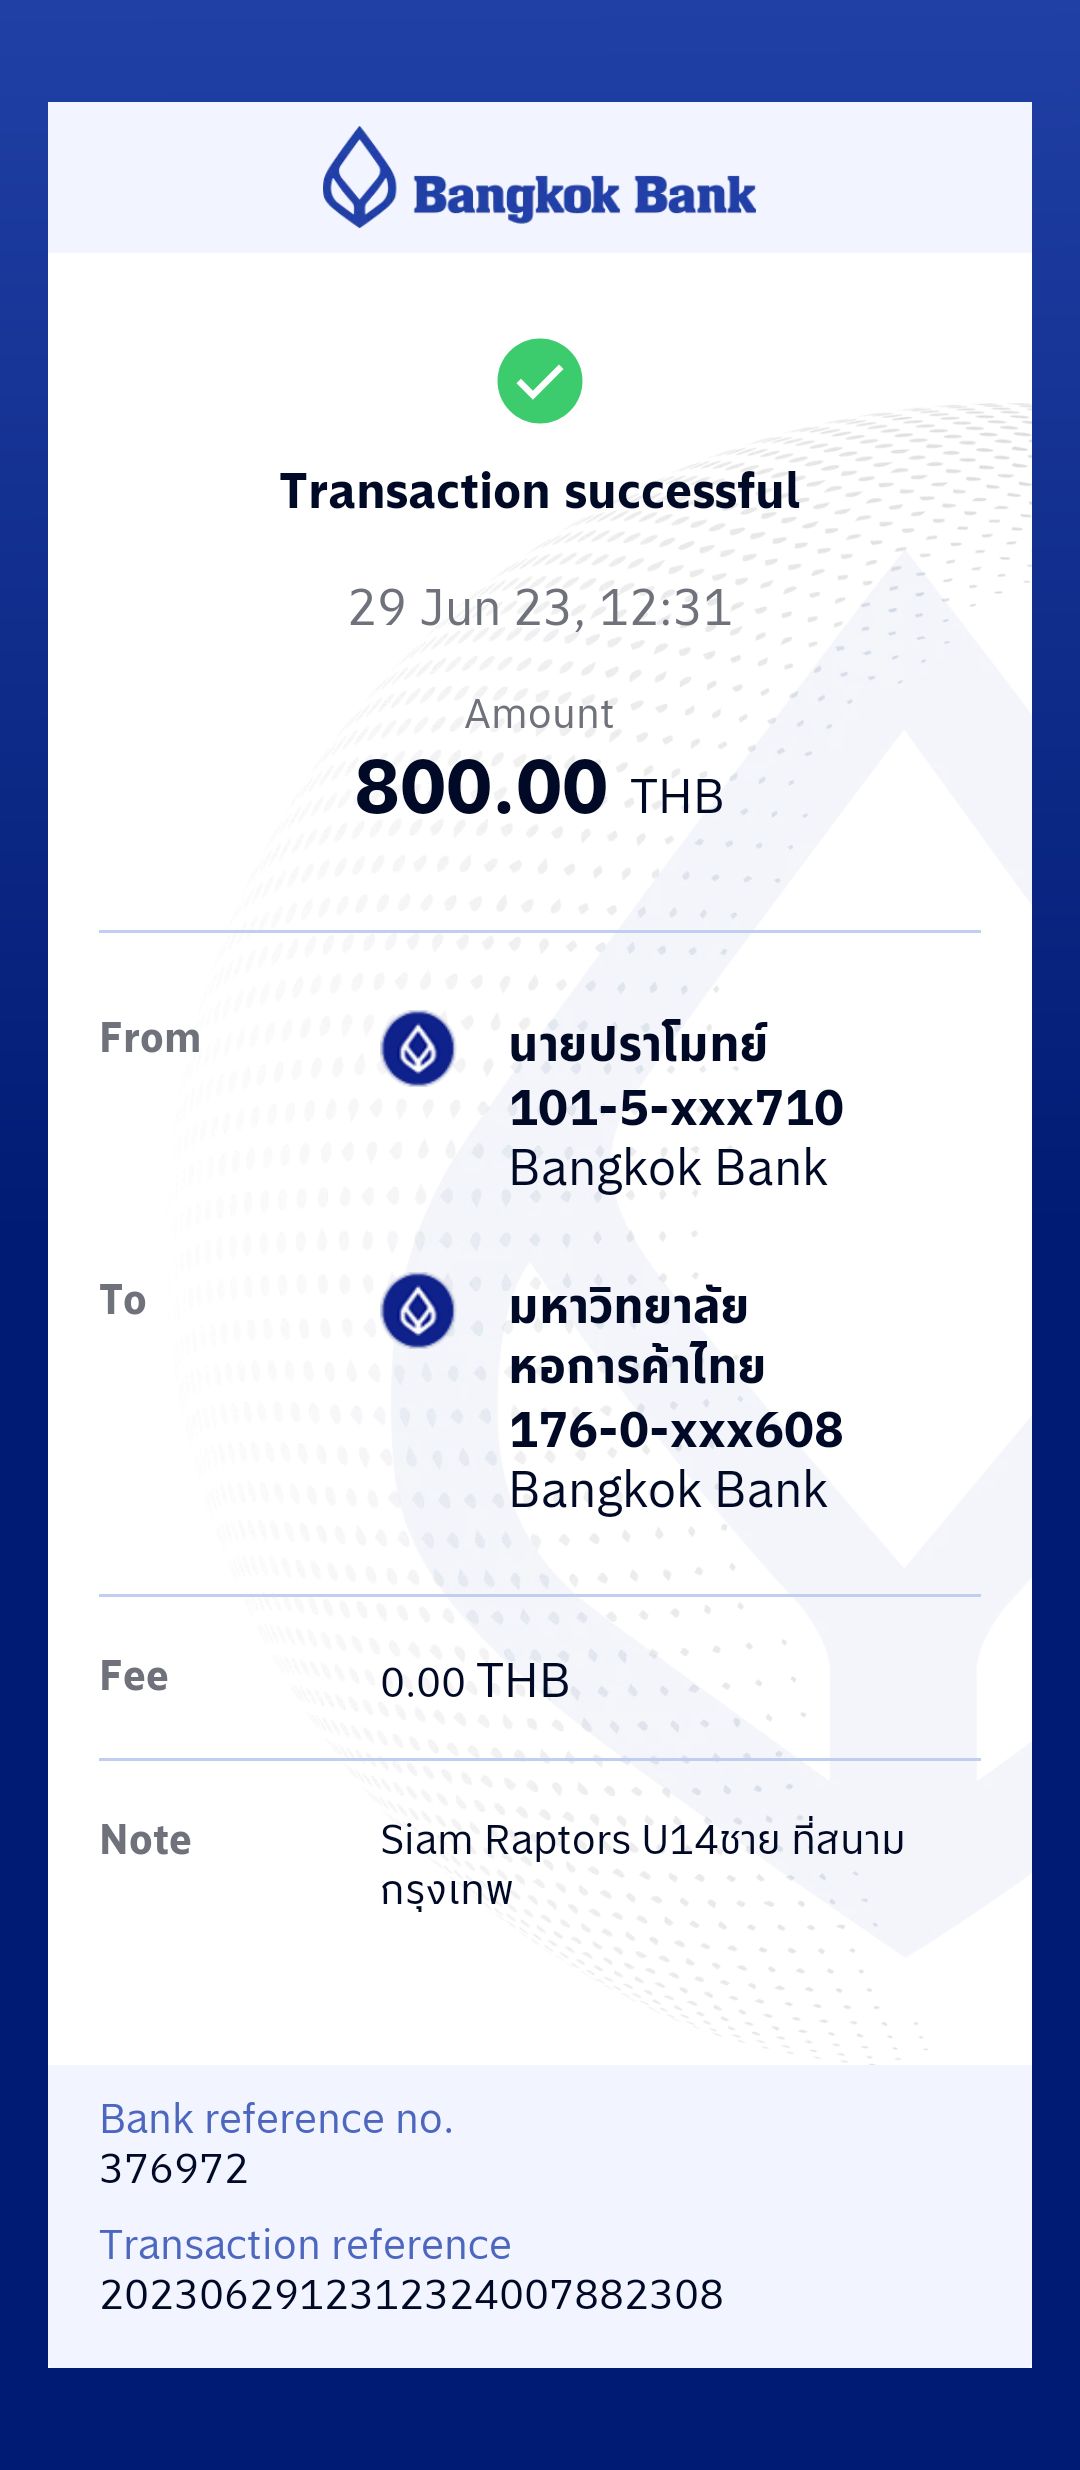 Bangkok Bank
Transaction successful
29 Jun 23, 12:31
Amount
800.00 THB
From
นายปราโมทย์
101-5-xxx710
Bangkok Bank
To
มหาวิทยาลัย
หอการค้าไทย
176-0-xxx608
Bangkok Bank
Fee
0.00 THB
Note
Siam Raptors U14ชาย ที่สนาม
กรุงเทพ
Bank reference no.
376972
Transaction reference
2023062912312324007882308